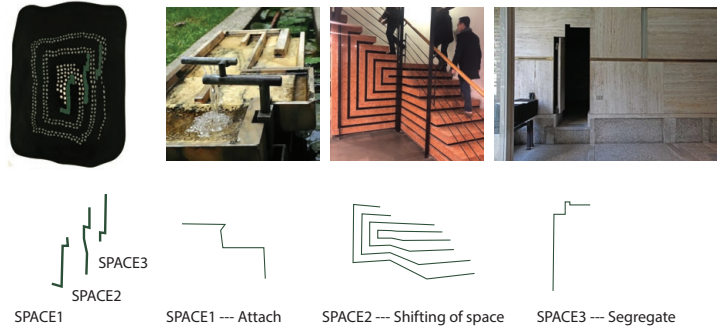 SPACE3
SPACE2
SPACE1
SPACE1 --- Attach
SPACE2 --- Shifting of space
SPACE3 --- Segregate